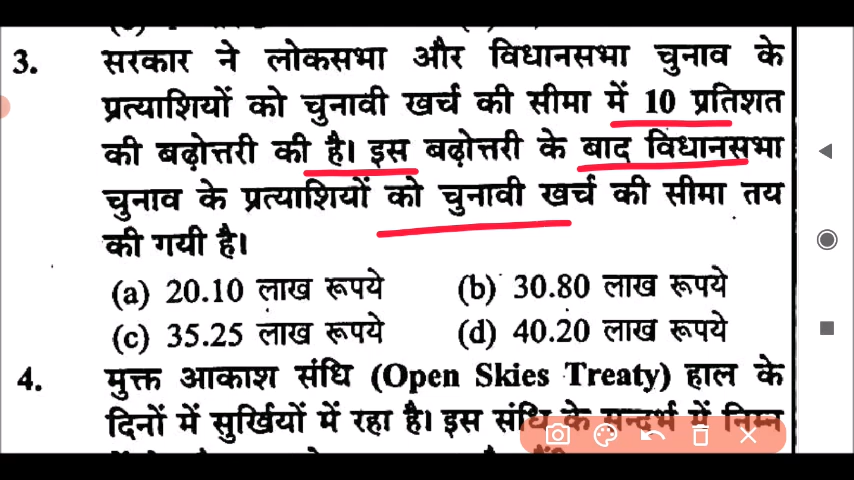 3. सरकार ने लोकसभा और विधानसभा चुनाव के
प्रत्याशियों को चुनावी खर्च की सीमा में 10 प्रतिशत
की बढ़ोत्तरी की है। इस बढ़ोत्तरी के बाद विधानसभा
चुनाव के प्रत्याशियों को चुनावी खर्च की सीमा तय
की गयी है।
(a) 20.10 लाख रूपये (b) 30.80 लाख रूपये
(c) 35.25 लाख रूपये (d) 40.20 लाख रूपये
4. मुक्त आकाश संधि (Open Skies Treaty) हाल के
दिनों में सुर्खियों में रहा है। इस संधि के सन्दर्भ में निम्न